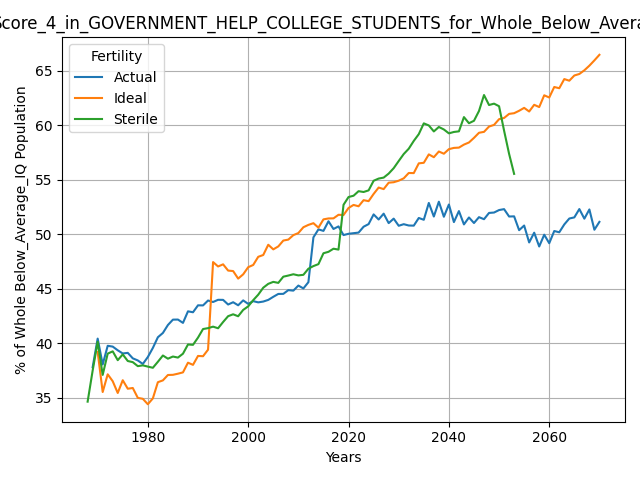 Score_4_in_GOVERNMENT_HELP_COLLEGE_STUDENTS_for_Whole_Below_Avera
Fertility
Actual
Ideal
Sterile
% of Whole Below_Average_IQ Population
65
60
55
50
45
40
35
1980 2000 2020 2040 2060
Years